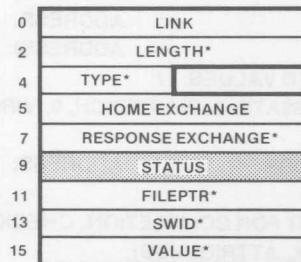 0 LINK
2 LENGTH*
4 TYPE*
5 HOME EXCHANGE
7 RESPONSE EXCHANGE*
9 STATUS
11 FILEPTR*
13 SWID*
15 VALUE*